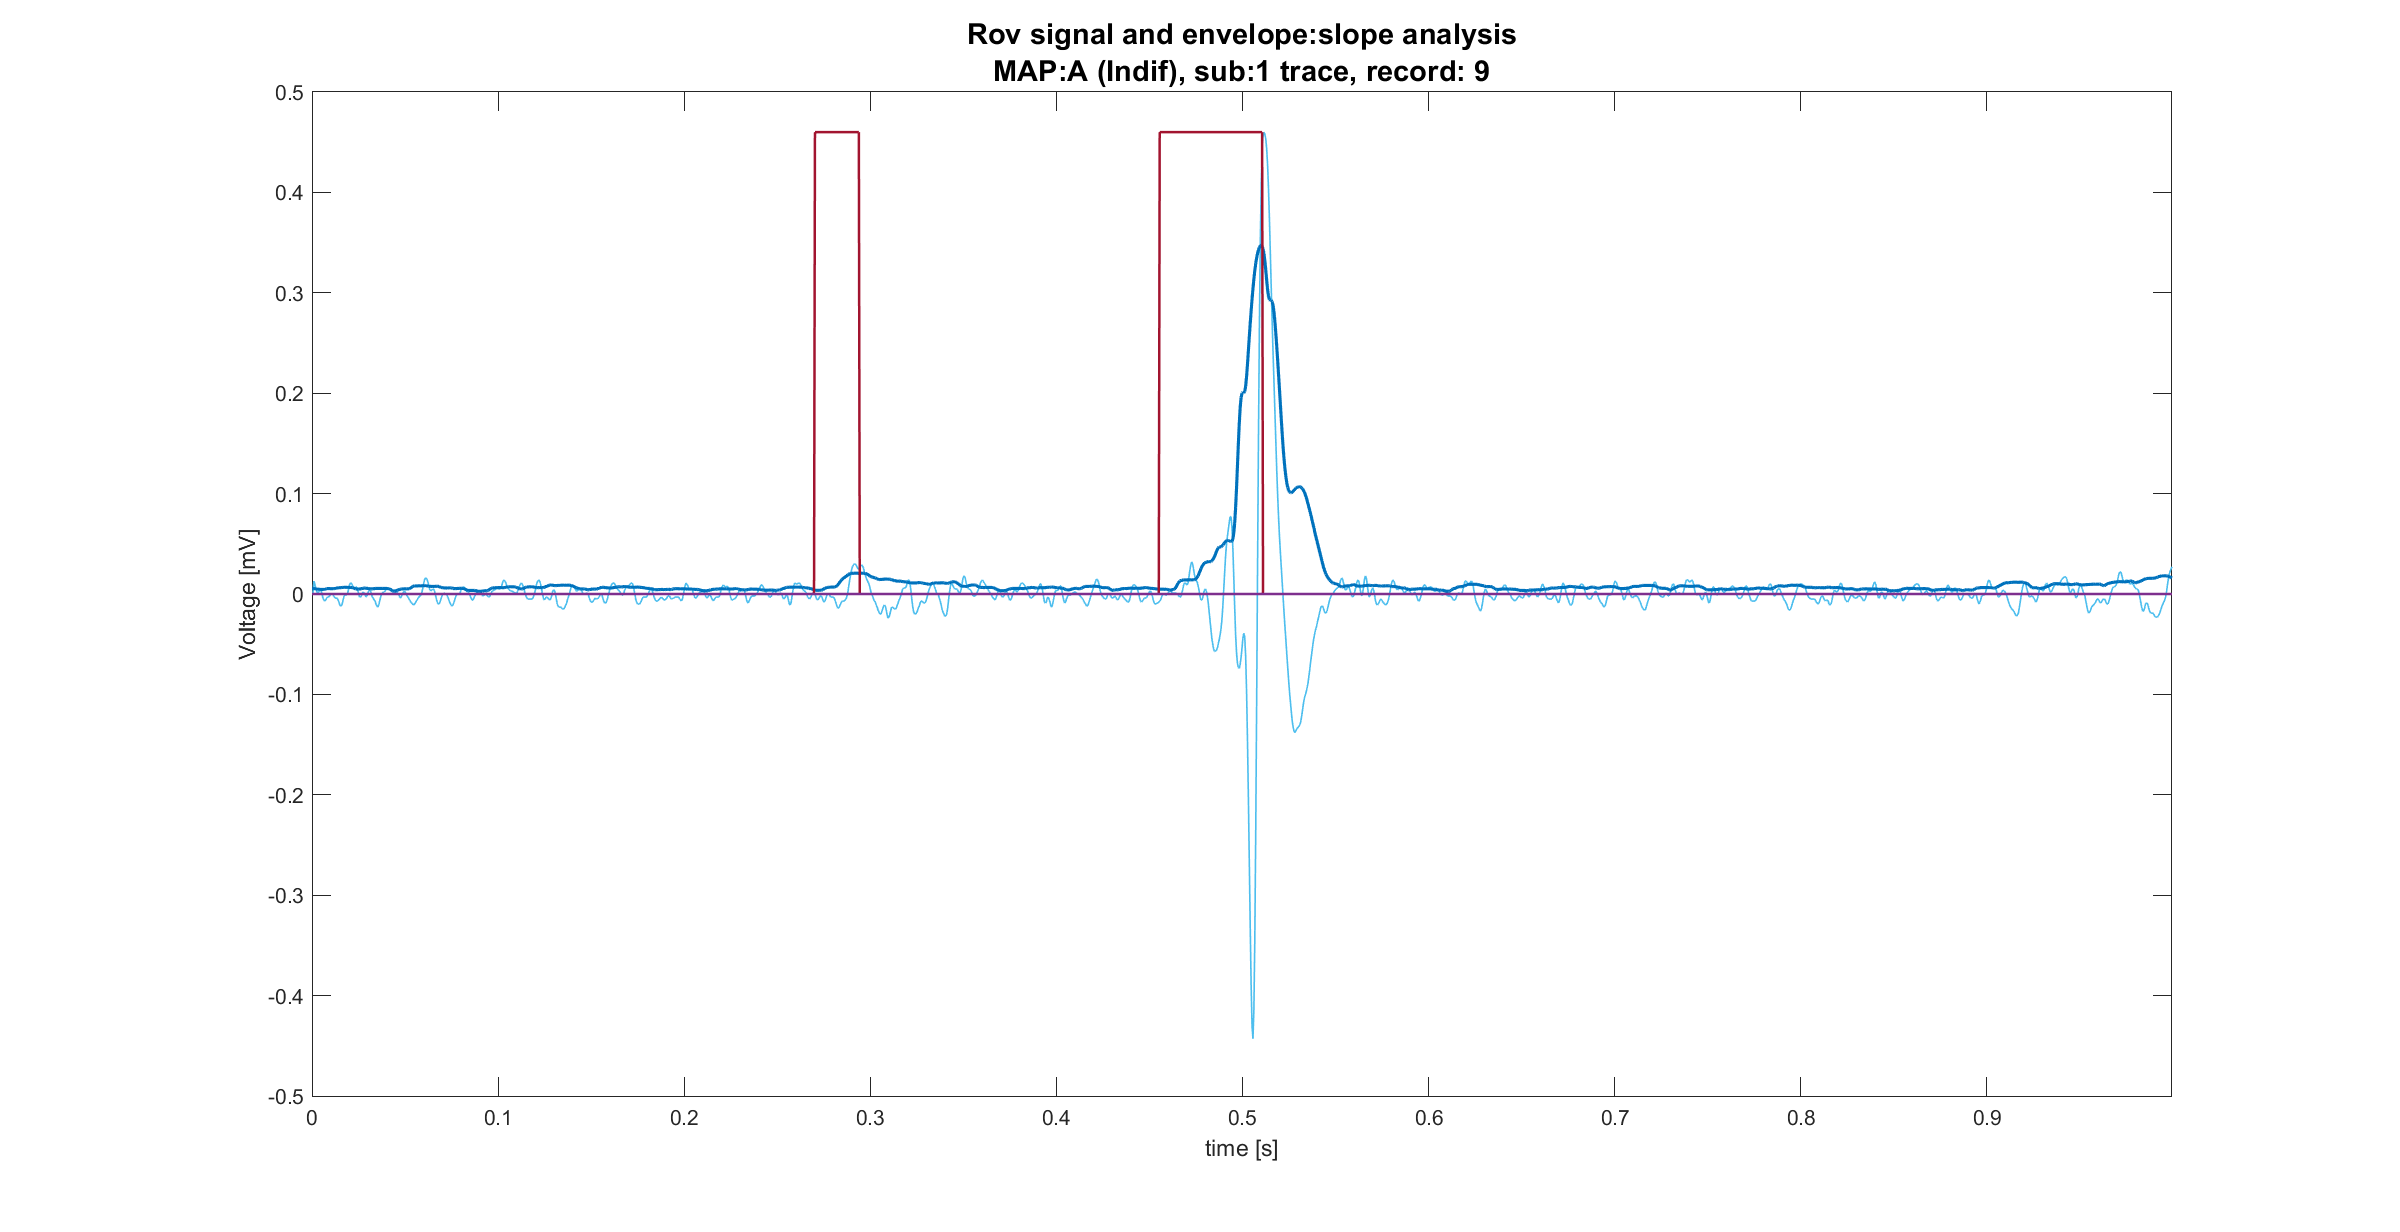 Rov signal and envelope:slope analysis
MAP:A (Indif), sub:1 trace, record: 9
0.5
0.4
0.3
0.2
0.1
0
-0.1
-0.2
-0.3
-0.4
-0.5
Voltage [mV]
0 0.1 0.2 0.3 0.4 0.5 0.6 0.7 0.8 0.9
time [s]